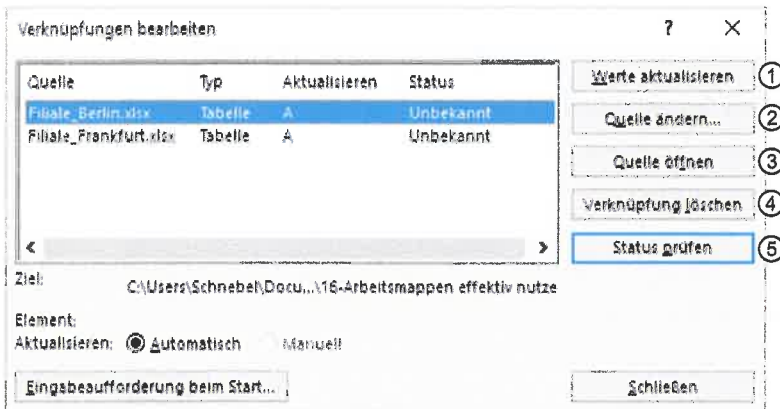 Verknüpfungen bearbeiten ? X
Quelle Typ Aktualisieren Status
Filiale_Berlin.xlsx Tabelle A Unbekannt
Filiale_Frankfurt.xlsx Tabelle A Unbekannt
Werte aktualisieren 1
Quelle ändern... 2
Quelle öffnen 3
Verknüpfung löschen 4
Status prüfen 5
Ziel: C:\Users\Schnebel\Docu...\16-Arbeitsmappen effektiv nutze
Element:
Aktualisieren: Automatisch Manuell
Eingabeaufforderung beim Start... Schließen